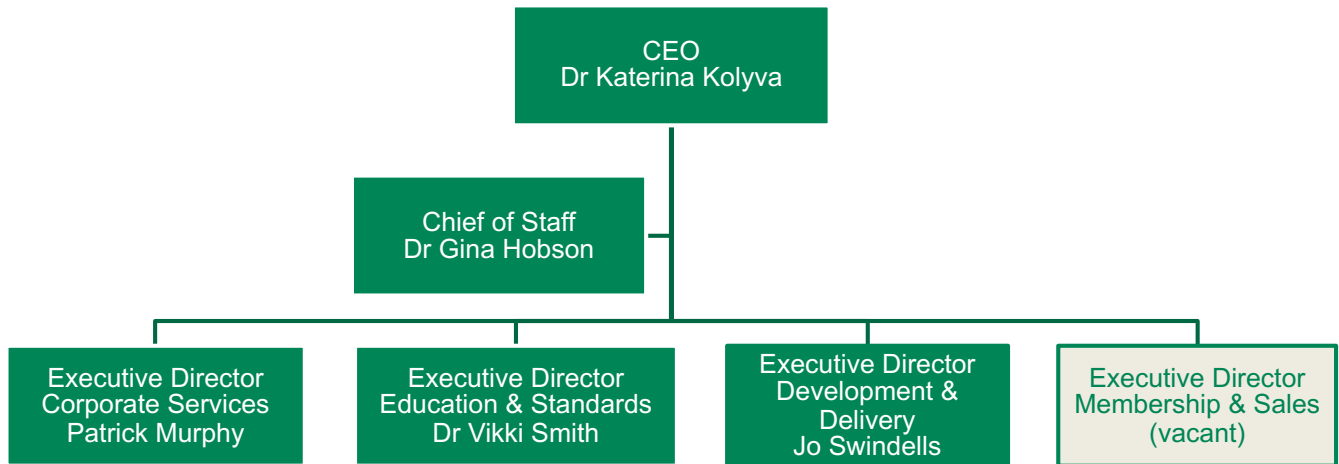 CEO
Dr Katerina Kolyva
Chief of Staff
Dr Gina Hobson
Executive Director
Corporate Services
Patrick Murphy
Executive Director
Education & Standards
Dr Vikki Smith
Executive Director
Development &
Delivery
Jo Swindells
Executive Director
Membership & Sales
(vacant)